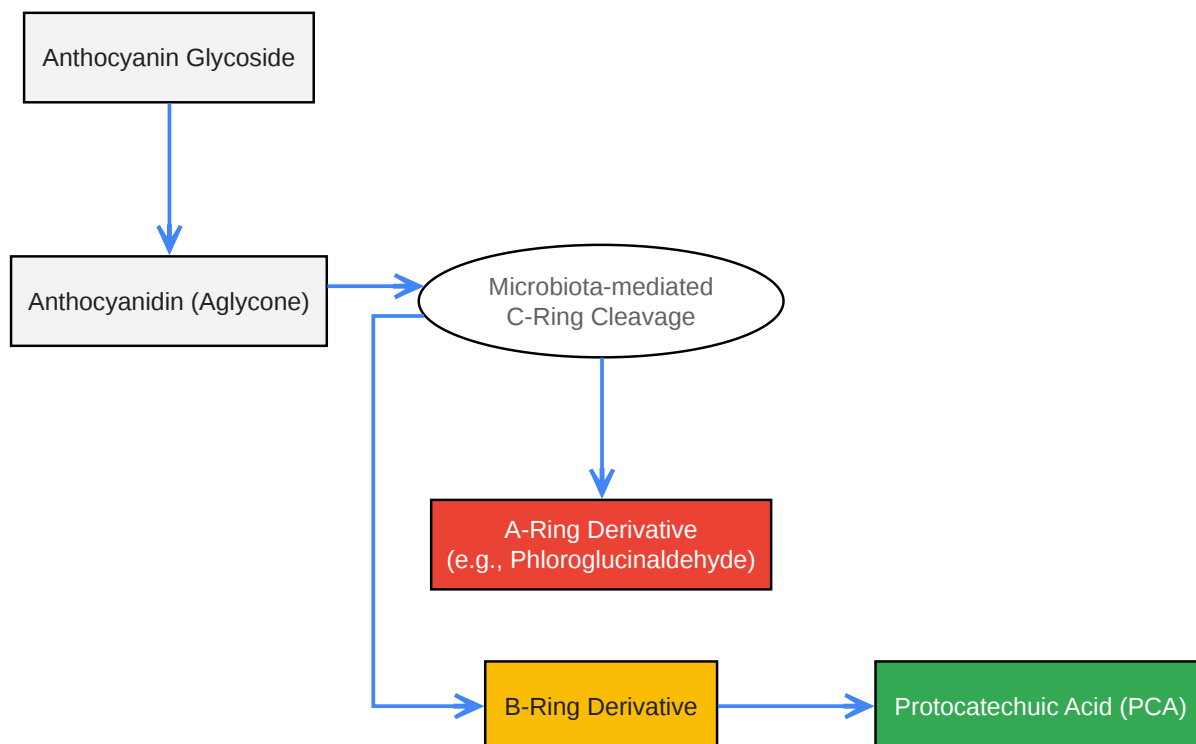 Anthocyanin Glycoside
Anthocyanidin (Aglycone)
Microbiota-mediated
C-Ring Cleavage
A-Ring Derivative
(e.g., Phloroglucinaldehyde)
B-Ring Derivative
Protocatechuic Acid (PCA)